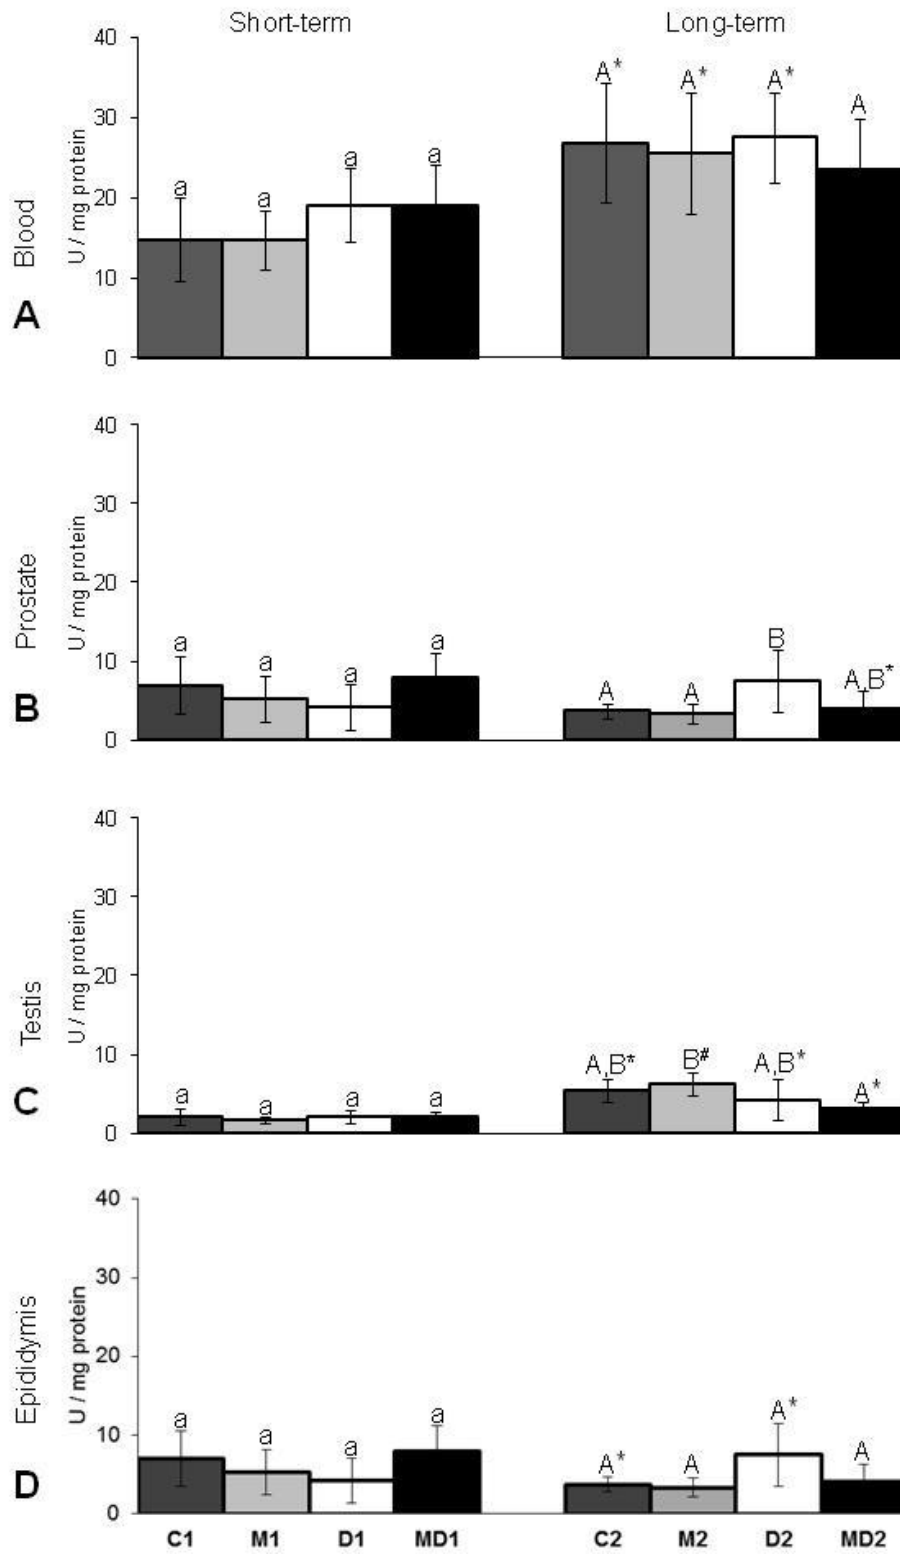 Short-term Long-term
40
30
20
10
0
U / mg protein
Blood
A
a a a a A* A* A* A
40
30
20
10
0
U / mg protein
Prostate
B
a a a a A A B A,B*
40
30
20
10
0
U / mg protein
Testis
C
a a a a A,B* B# A,B* A*
40
30
20
10
0
U / mg protein
Epididymis
D
a a a a A* A A* A
C1 M1 D1 MD1 C2 M2 D2 MD2